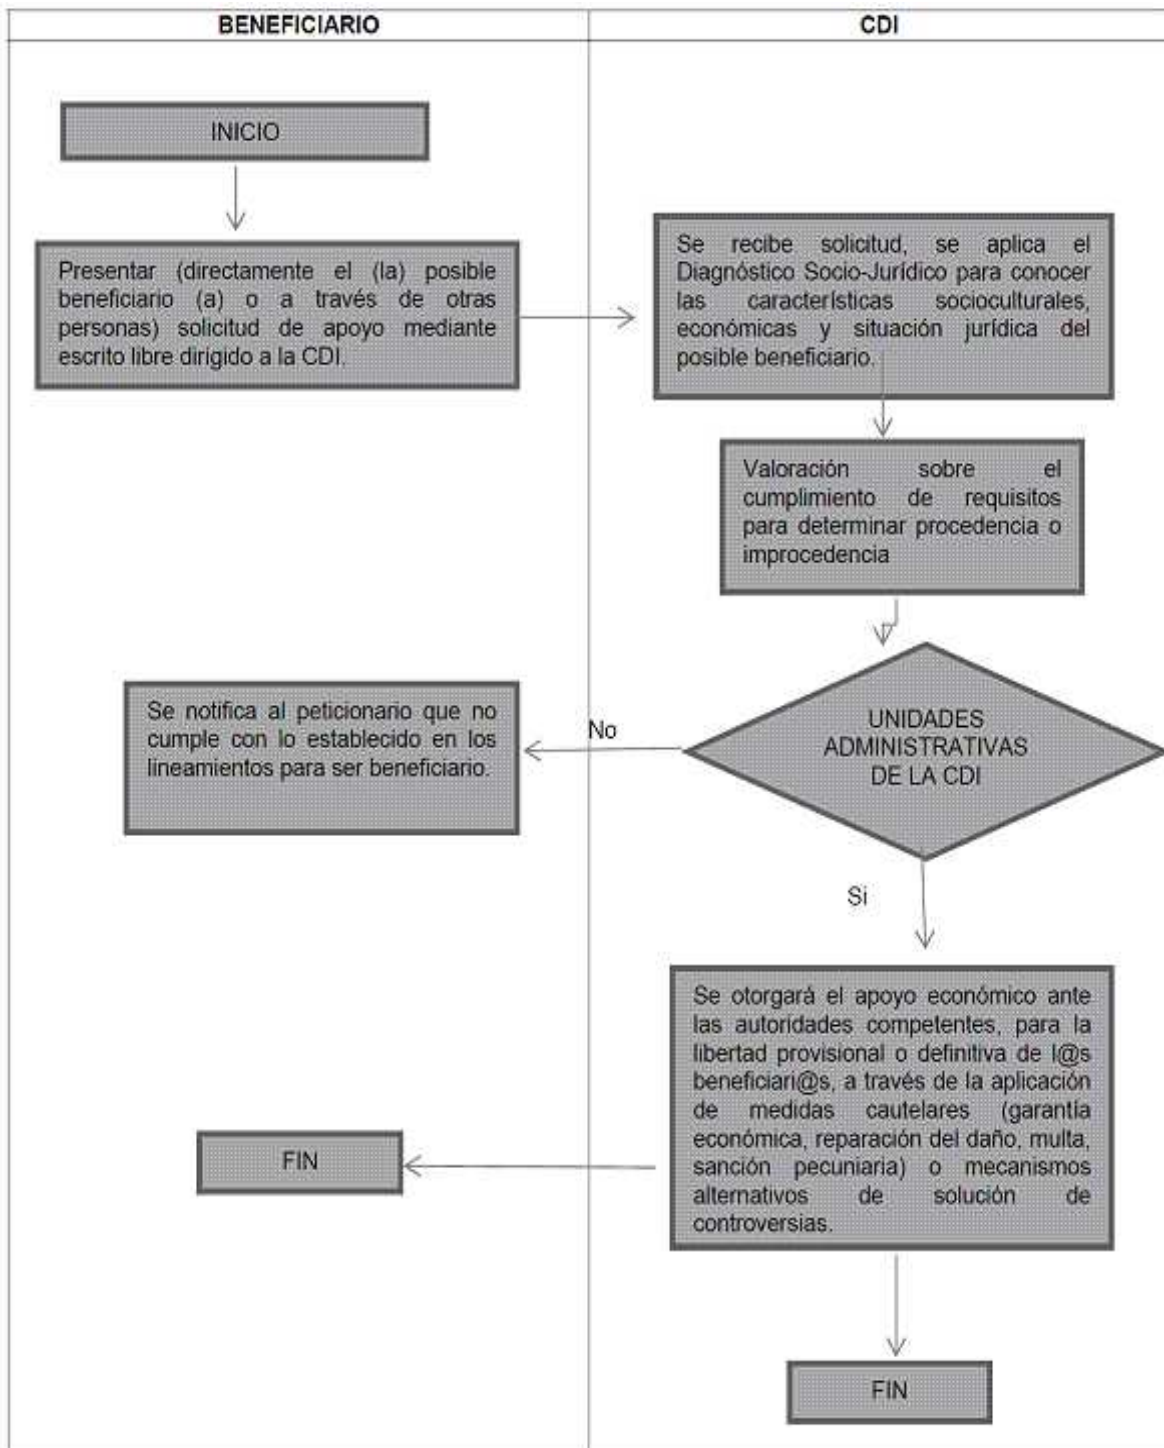 BENEFICIARIO
CDI
INICIO
Presentar (directamente el (la) posible
beneficiario (a) o a través de otras
personas) solicitud de apoyo mediante
escrito libre dirigido a la CDI.
Se recibe solicitud, se aplica el
Diagnóstico Socio-Jurídico para conocer
las características socioculturales,
económicas y situación jurídica del
posible beneficiario.
Valoración sobre el
cumplimiento de requisitos
para determinar procedencia o
improcedencia
UNIDADES
ADMINISTRATIVAS
DE LA CDI
No
Se notifica al peticionario que no
cumple con lo establecido en los
lineamientos para ser beneficiario.
Si
Se otorgará el apoyo económico ante
las autoridades competentes, para la
libertad provisional o definitiva de l@s
beneficiari@s, a través de la aplicación
de medidas cautelares (garantía
económica, reparación del daño, multa,
sanción pecuniaria) o mecanismos
alternativos de solución de
controversias.
FIN
FIN